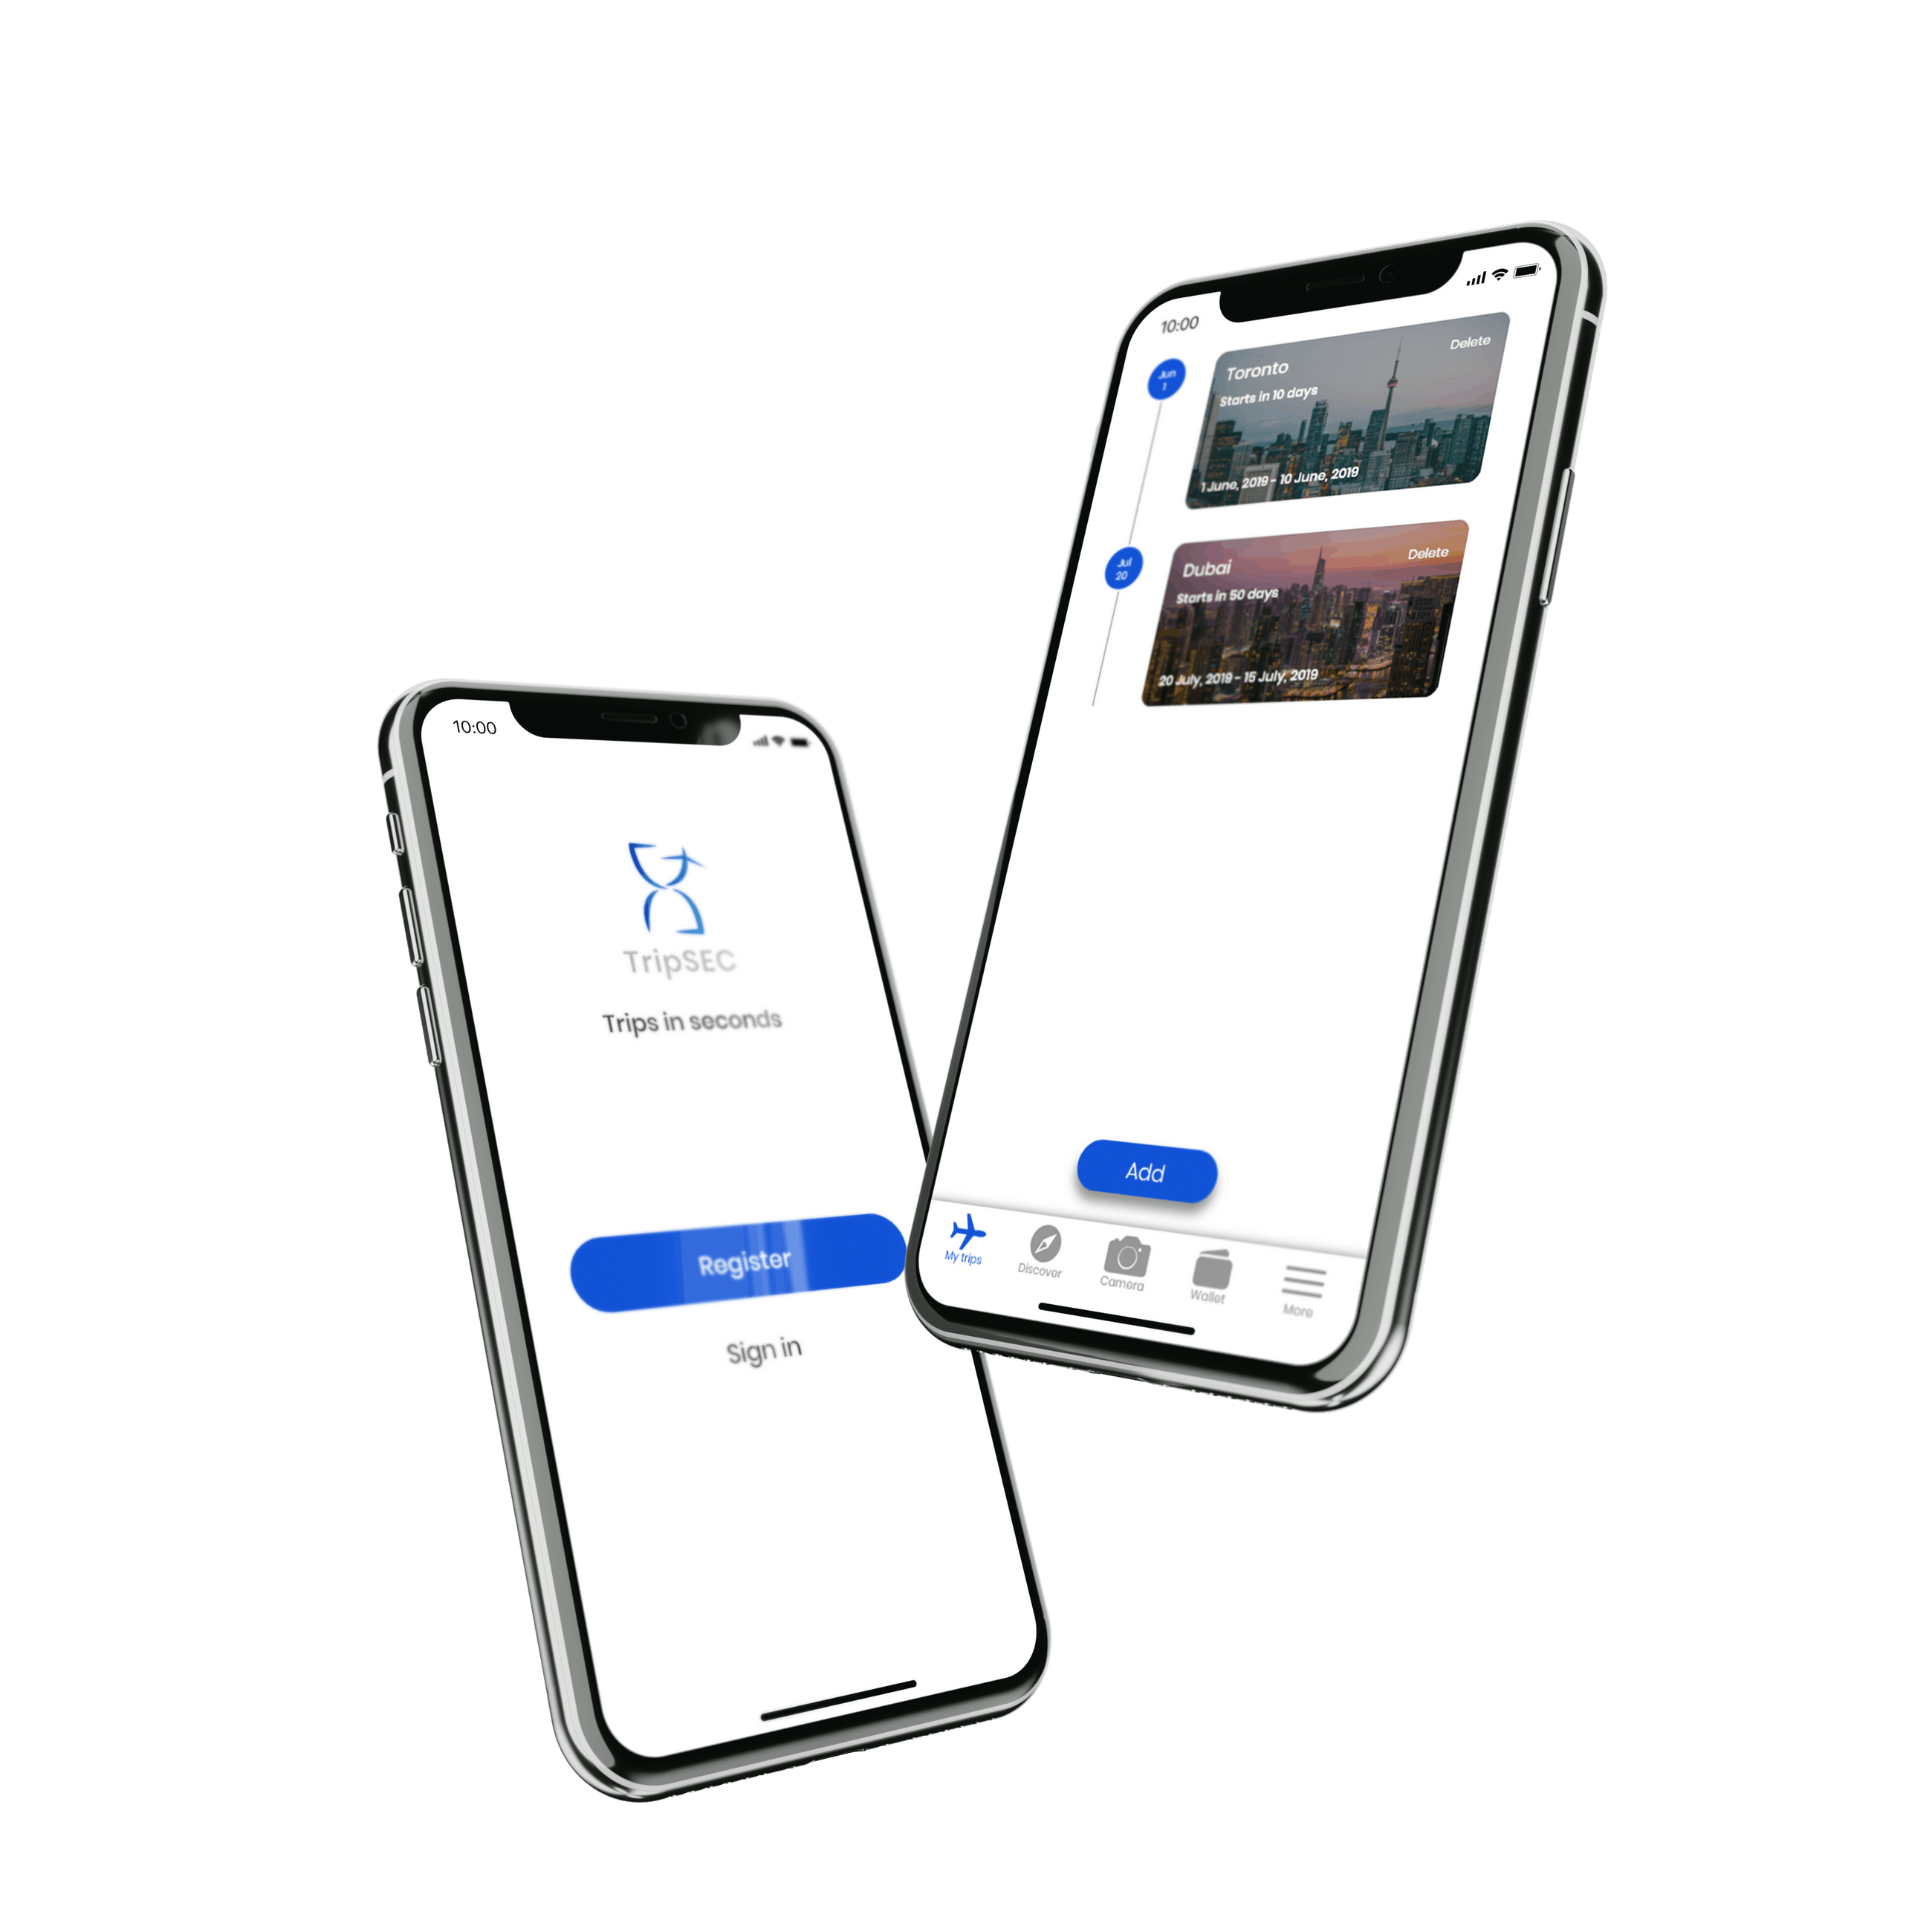 10:00
TripSEC
Trips in seconds
Register
Sign in
10:00
Jun
1
Toronto
Delete
Starts in 10 days
1 June, 2019 - 10 June, 2019
Jul
20
Dubai
Delete
Starts in 50 days
20 July, 2019 - 15 July, 2019
Add
My trips
Discover
Camera
Wallet
More